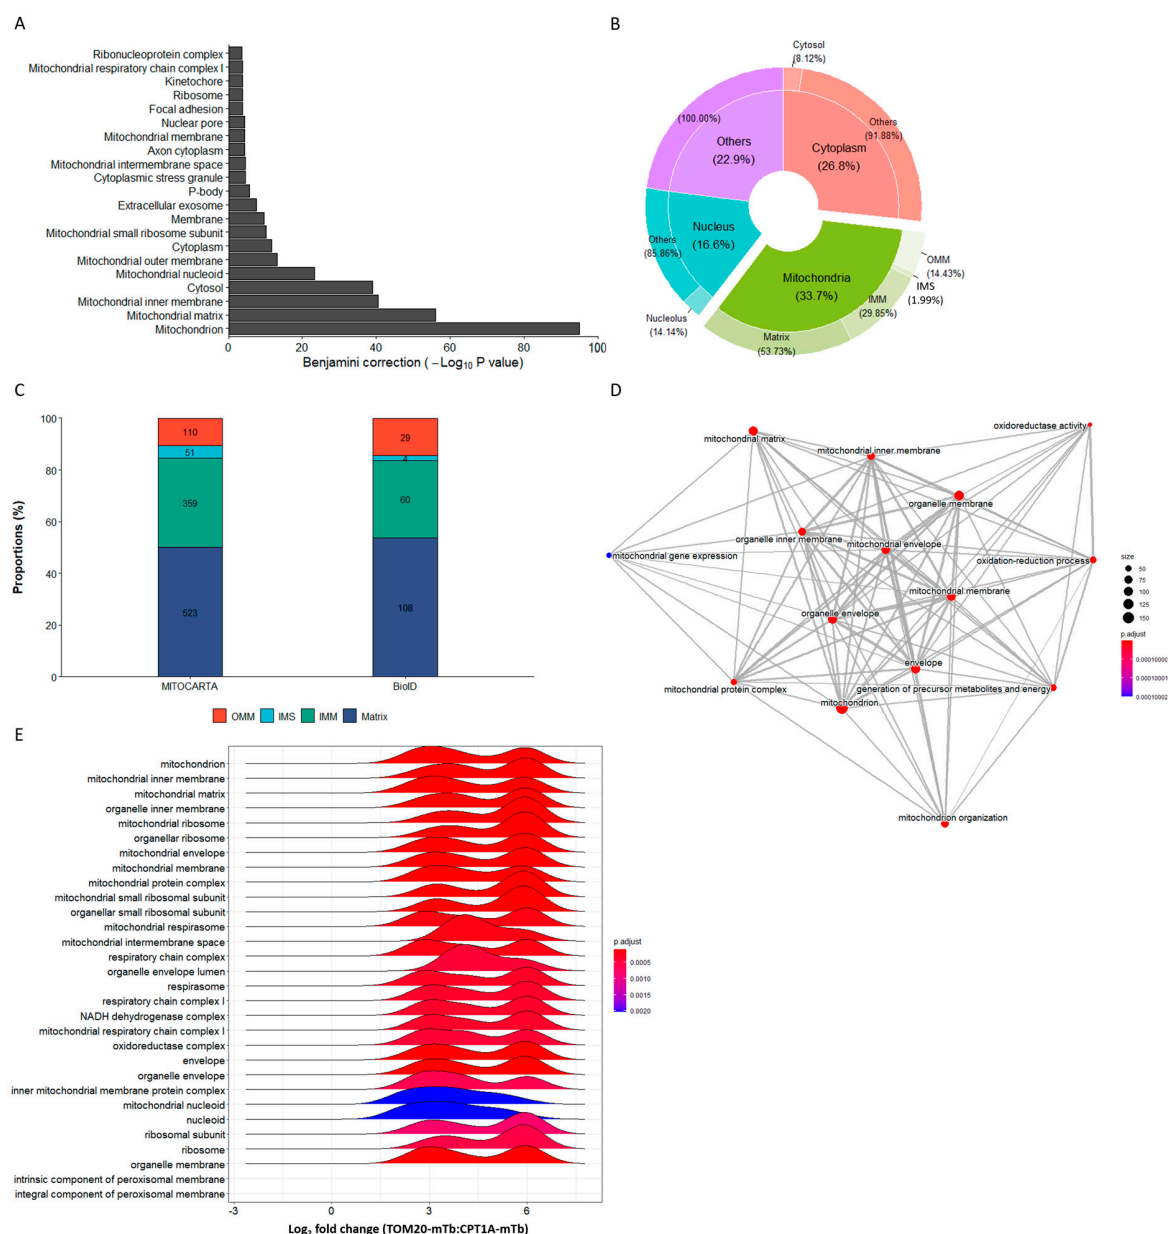 A
Ribonucleoprotein complex
Mitochondrial respiratory chain complex I
Kinetochore
Ribosome
Focal adhesion
Nuclear pore
Mitochondrial membrane
Axon cytoplasm
Mitochondrial intermembrane space
Cytoplasmic stress granule
P-body
Extracellular exosome
Membrane
Mitochondrial small ribosome subunit
Cytoplasm
Mitochondrial outer membrane
Mitochondrial nucleoid
Cytosol
Mitochondrial inner membrane
Mitochondrial matrix
Mitochondrion
0 20 40 60 80 100
Benjamini correction ( −Log10 P value)
B
Cytosol
(8.12%)
(100.00%)
Others
(91.88%)
Others
(22.9%)
Cytoplasm
(26.8%)
Nucleus
(16.6%)
Others
(85.86%)
OMM
(14.43%)
Mitochondria
(33.7%)
IMS
(1.99%)
IMM
(29.85%)
Nucleolus
(14.14%)
Matrix
(53.73%)
C
Proportions (%)
100
80
60
40
20
0
110
51
359
523
29
4
60
108
MITOCARTA
BioID
OMM IMS IMM Matrix
D
oxidoreductase activity
mitochondrial matrix
mitochondrial inner membrane
organelle membrane
organelle inner membrane
mitochondrial envelope
mitochondrial gene expression
oxidation-reduction process
mitochondrial membrane
organelle envelope
envelope
mitochondrial protein complex
generation of precursor metabolites and energy
mitochondrion
mitochondrion organization
size
50
75
100
125
150
p.adjust
0.00010000
0.00010001
0.00010002
E
mitochondrion
mitochondrial inner membrane
mitochondrial matrix
organelle inner membrane
mitochondrial ribosome
organellar ribosome
mitochondrial envelope
mitochondrial membrane
mitochondrial protein complex
mitochondrial small ribosomal subunit
organellar small ribosomal subunit
mitochondrial respirasome
mitochondrial intermembrane space
respiratory chain complex
organelle envelope lumen
respirasome
respiratory chain complex I
NADH dehydrogenase complex
mitochondrial respiratory chain complex I
oxidoreductase complex
envelope
organelle envelope
inner mitochondrial membrane protein complex
mitochondrial nucleoid
nucleoid
ribosomal subunit
ribosome
organelle membrane
intrinsic component of peroxisomal membrane
integral component of peroxisomal membrane
-3 0 3 6
Log2 fold change (TOM20-mTb:CPT1A-mTb)
p.adjust
0.0005
0.0010
0.0015
0.0020